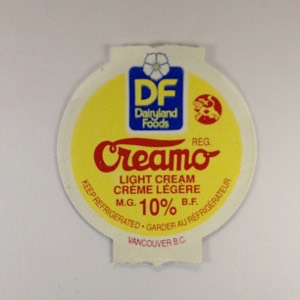 DF
Dairyland
Foods
REG.
Creamo
LIGHT CREAM
CRÈME LÉGÈRE
M.G. 10% B.F.
KEEP REFRIGERATED • GARDER AU RÉFRIGÉRATEUR
VANCOUVER B.C.